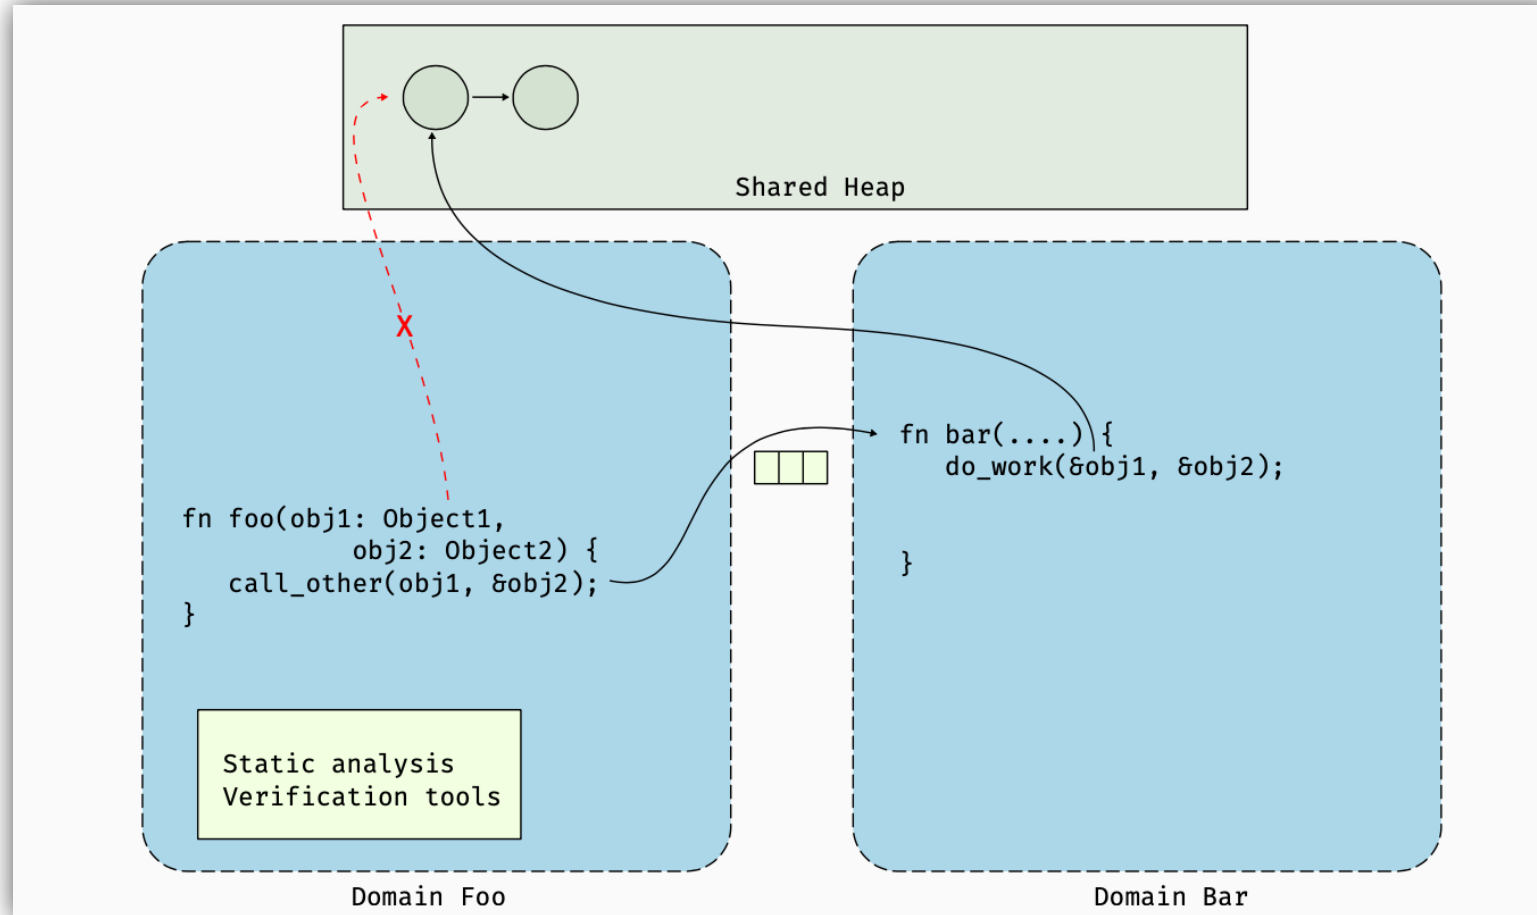 Shared Heap
X
fn foo(obj1: Object1,
obj2: Object2) {
call_other(obj1, &obj2);
}
Static analysis
Verification tools
Domain Foo
fn bar(....) {
do_work(&obj1, &obj2);
}
Domain Bar